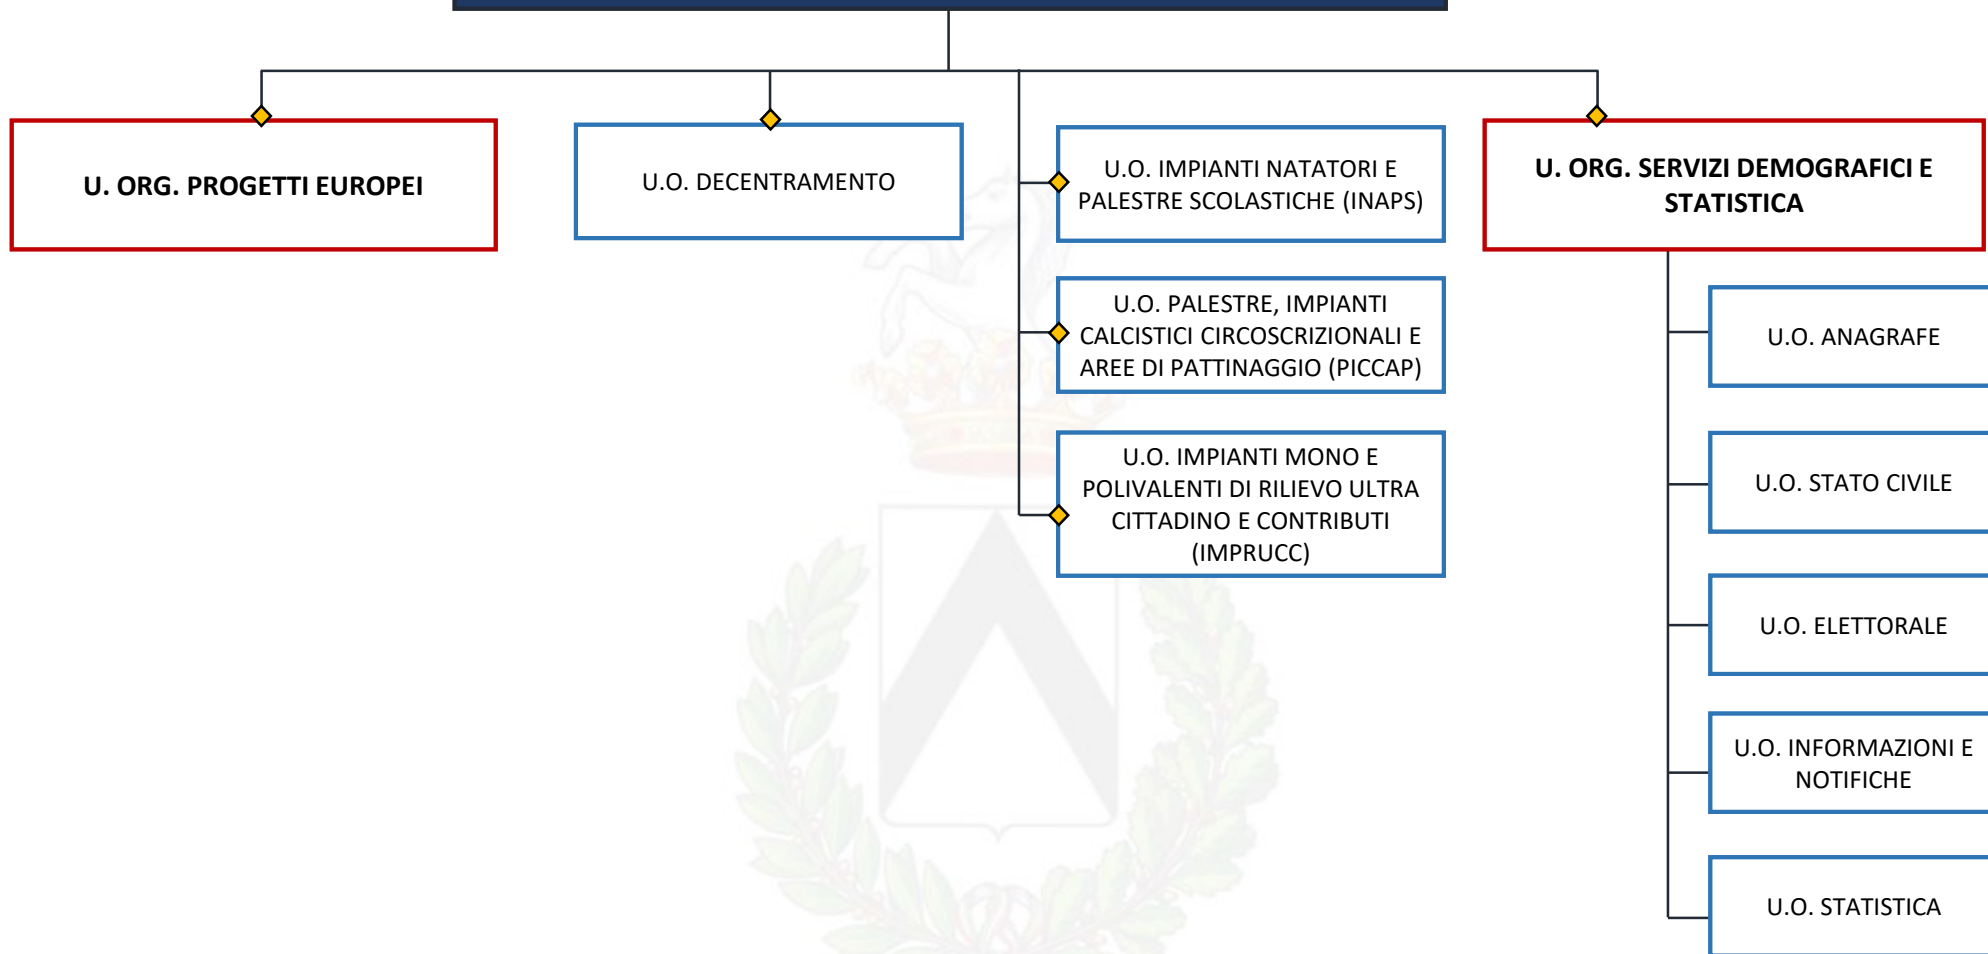 U. ORG. PROGETTI EUROPEI
U.O. DECENTRAMENTO
U.O. IMPIANTI NATATORI E
PALESTRE SCOLASTICHE (INAPS)
U.O. PALESTRE, IMPIANTI
CALCISTICI CIRCOSCRIZIONALI E
AREE DI PATTINAGGIO (PICCAP)
U.O. IMPIANTI MONO E
POLIVALENTI DI RILIEVO ULTRA
CITTADINO E CONTRIBUTI
(IMPRUCC)
U. ORG. SERVIZI DEMOGRAFICI E
STATISTICA
U.O. ANAGRAFE
U.O. STATO CIVILE
U.O. ELETTORALE
U.O. INFORMAZIONI E
NOTIFICHE
U.O. STATISTICA